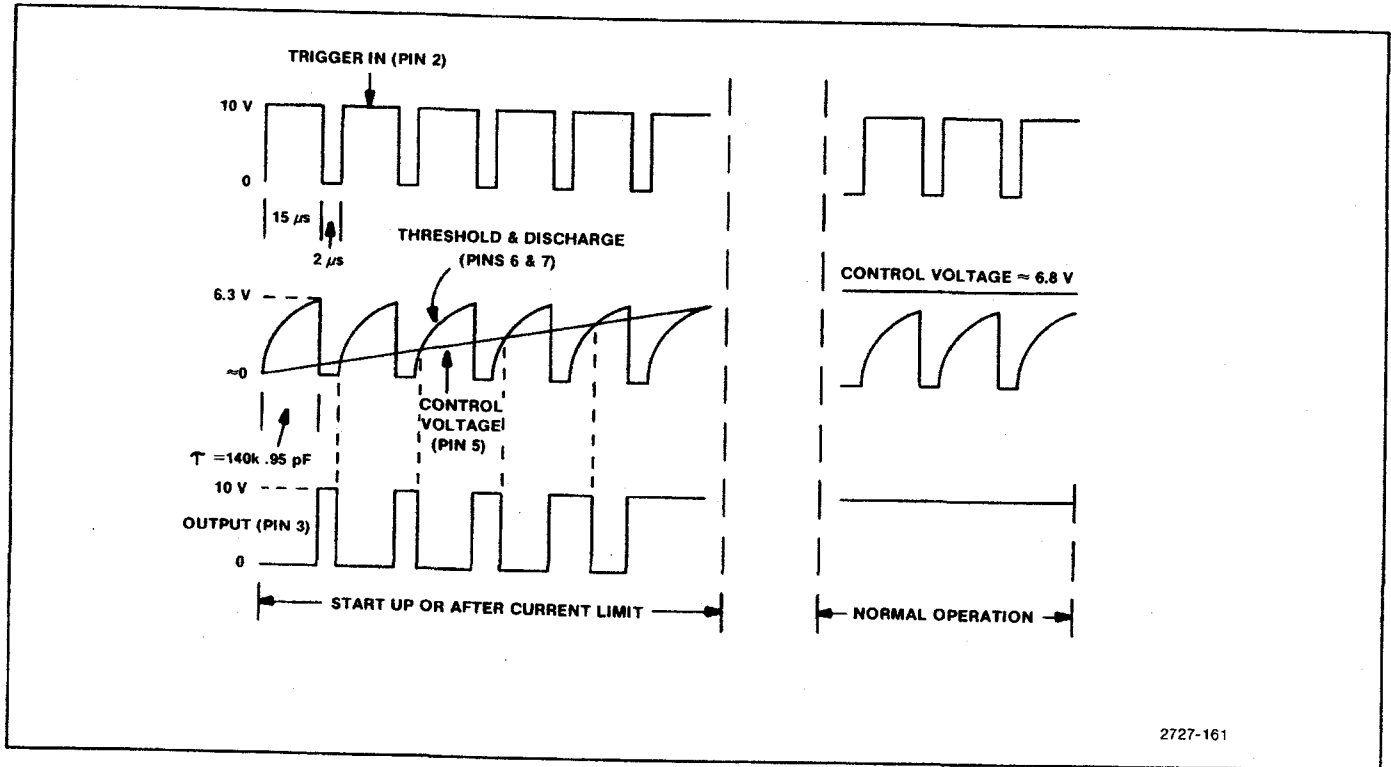 TRIGGER IN (PIN 2)
10 V
0
15 μs
2 μs
THRESHOLD & DISCHARGE
(PINS 6 & 7)
CONTROL VOLTAGE ≈ 6.8 V
6.3 V
≈0
CONTROL
VOLTAGE
(PIN 5)
τ =140k .95 pF
10 V
OUTPUT (PIN 3)
0
START UP OR AFTER CURRENT LIMIT
NORMAL OPERATION
2727-161